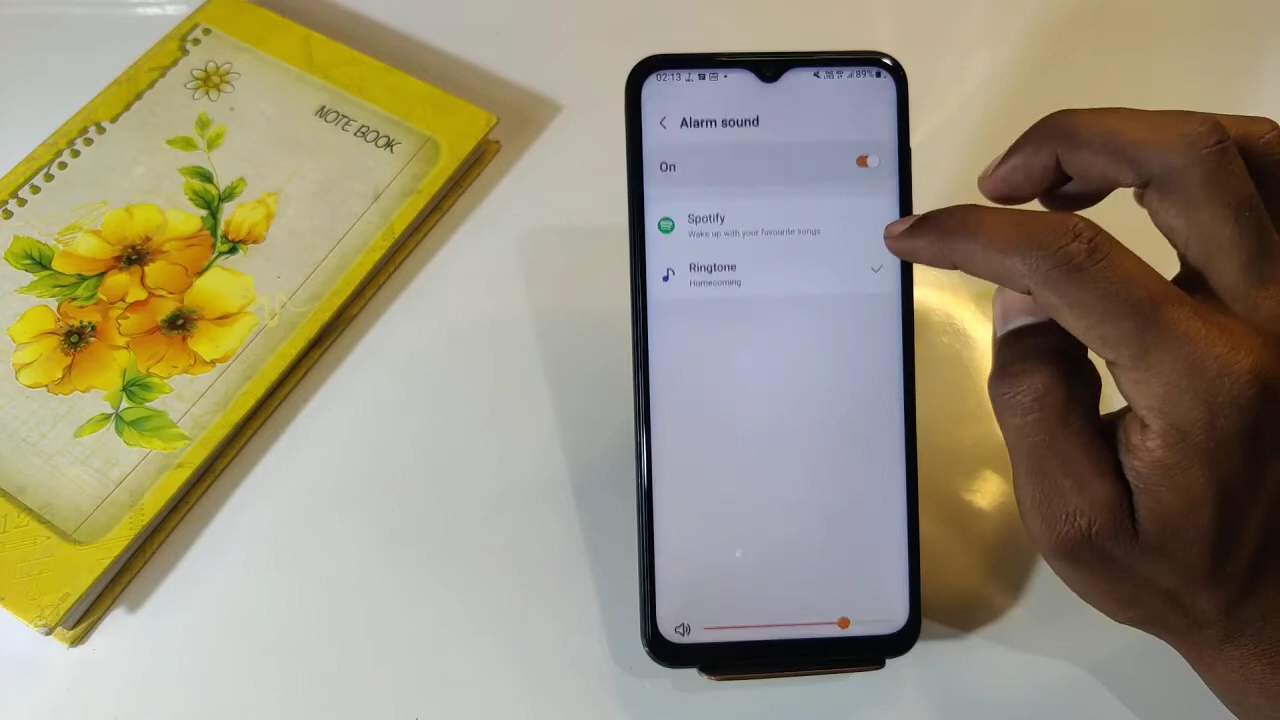 NOTE BOOK
02:13
89%
Alarm sound
On
Spotify
Wake up with your favourite songs
Ringtone
Homecoming